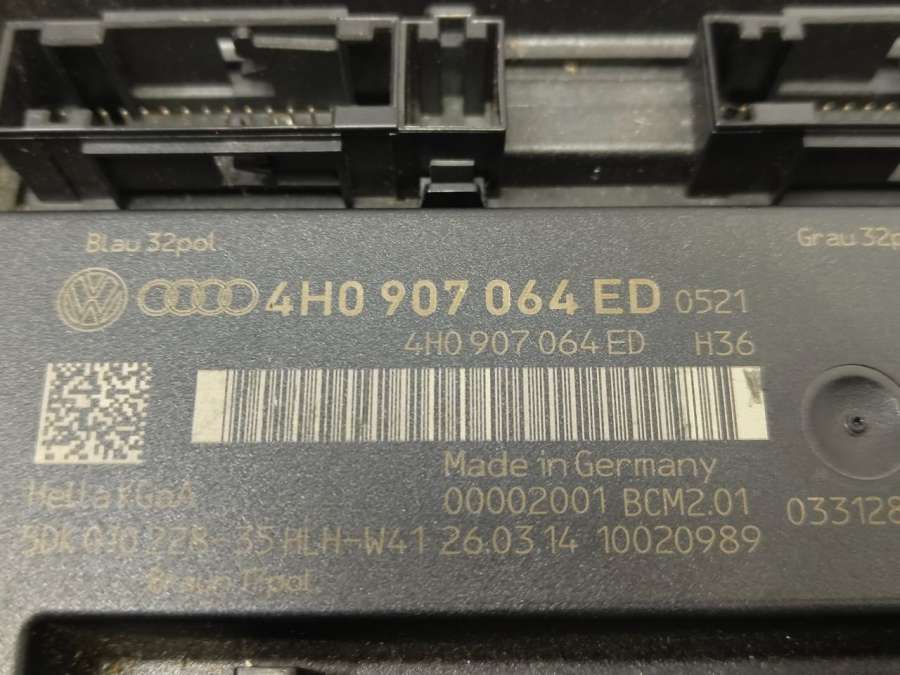 Blau 32pol
Grau 32p
4H0 907 064 ED 0521
4H0 907 064 ED H36
Made in Germany
Hella KGaA
00002001 BCM2.01
033128
5DK 010 228-35 HLH-W41 26.03.14 10020989
Braun 17pol